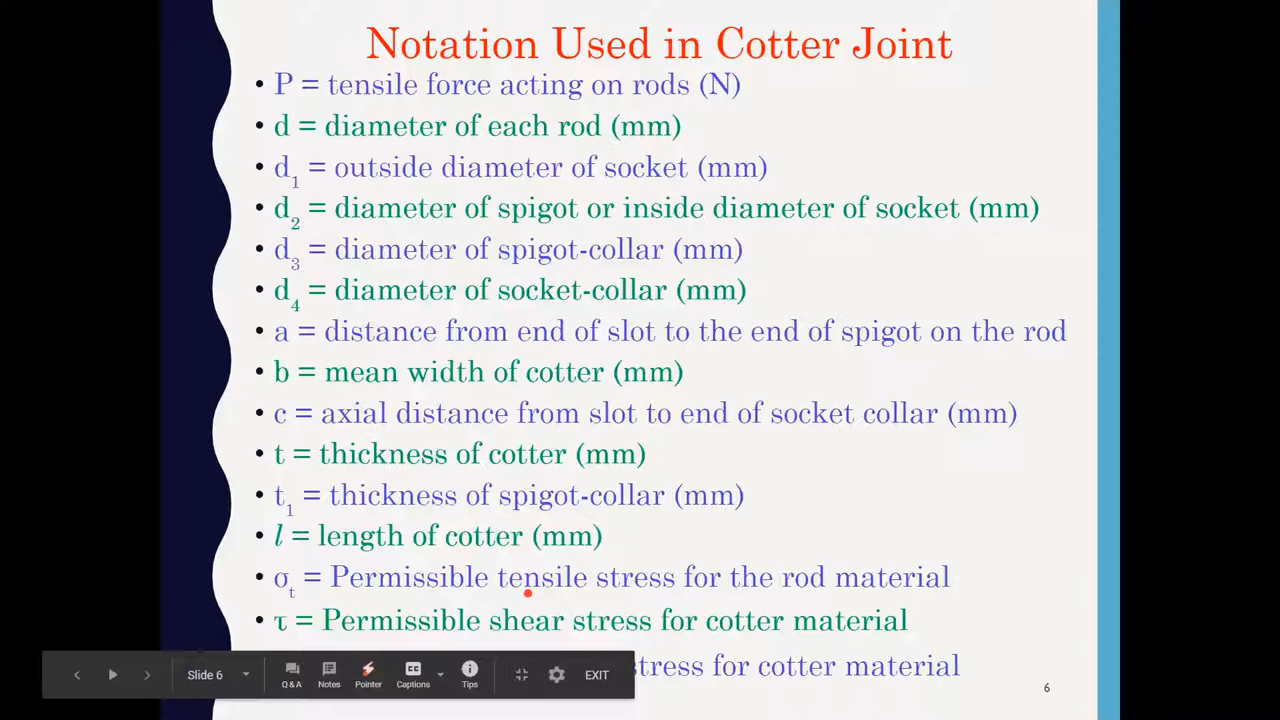 Notation Used in Cotter Joint
• P = tensile force acting on rods (N)
• d = diameter of each rod (mm)
• d₁ = outside diameter of socket (mm)
• d₂ = diameter of spigot or inside diameter of socket (mm)
• d₃ = diameter of spigot-collar (mm)
• d₄ = diameter of socket-collar (mm)
• a = distance from end of slot to the end of spigot on the rod
• b = mean width of cotter (mm)
• c = axial distance from slot to end of socket collar (mm)
• t = thickness of cotter (mm)
• t₁ = thickness of spigot-collar (mm)
• l = length of cotter (mm)
• σₜ = Permissible tensile stress for the rod material
• τ = Permissible shear stress for cotter material
stress for cotter material
Slide 6 Q & A Notes Pointer Captions Tips EXIT
6